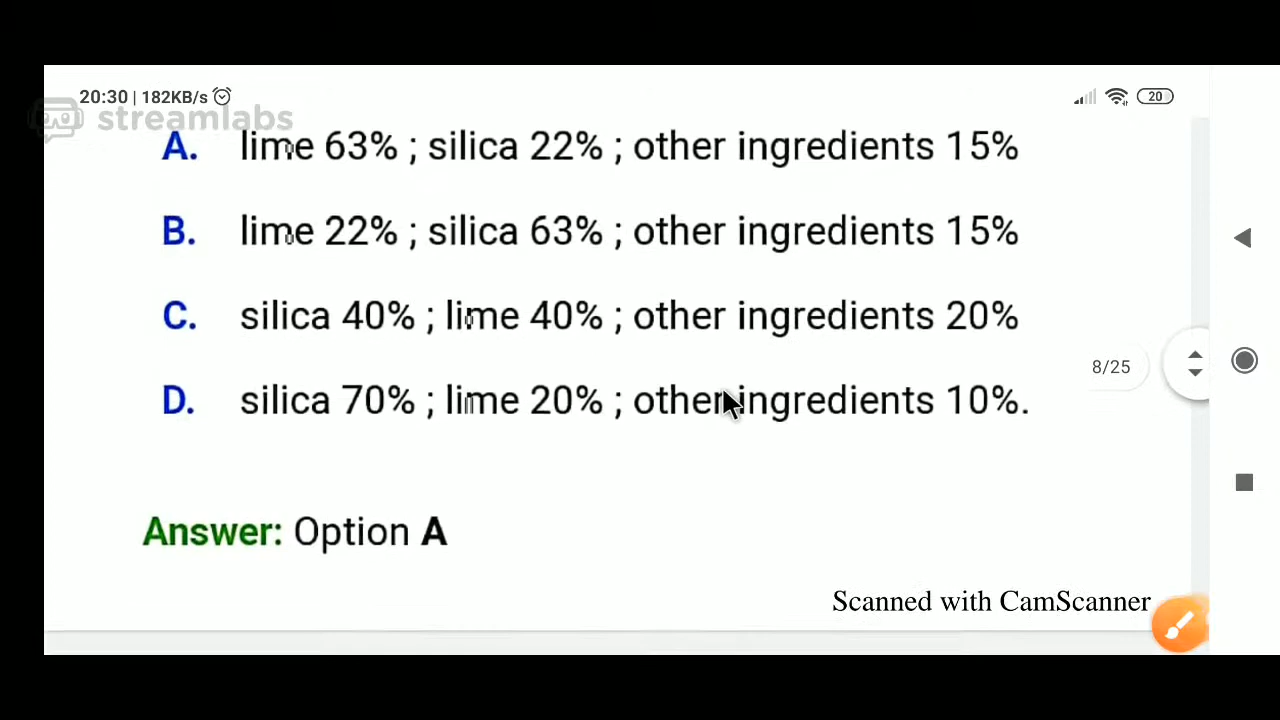 20:30 | 182KB/s
20
streamlabs
A. lime 63% ; silica 22% ; other ingredients 15%
B. lime 22% ; silica 63% ; other ingredients 15%
C. silica 40% ; lime 40% ; other ingredients 20%
8/25
D. silica 70% ; lime 20% ; other ingredients 10%.
Answer: Option A
Scanned with CamScanner